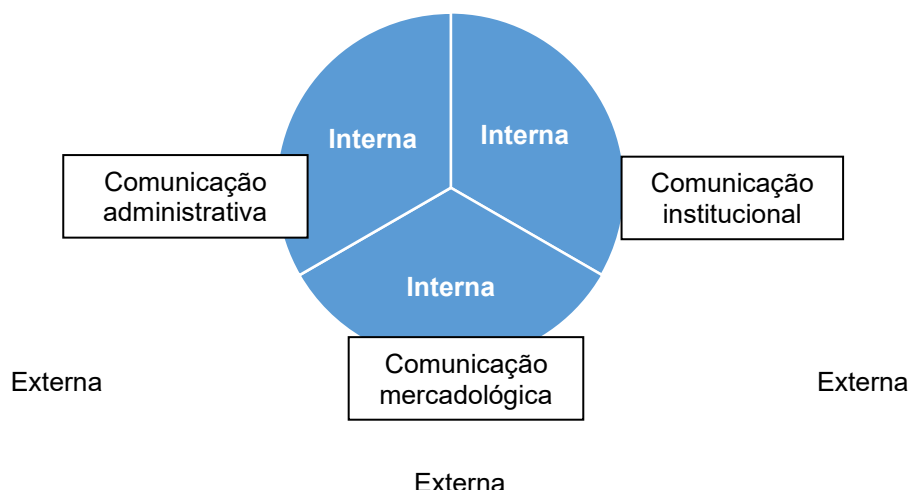 Interna
Interna
Comunicação
administrativa
Comunicação
institucional
Interna
Comunicação
mercadológica
Externa
Externa
Externa